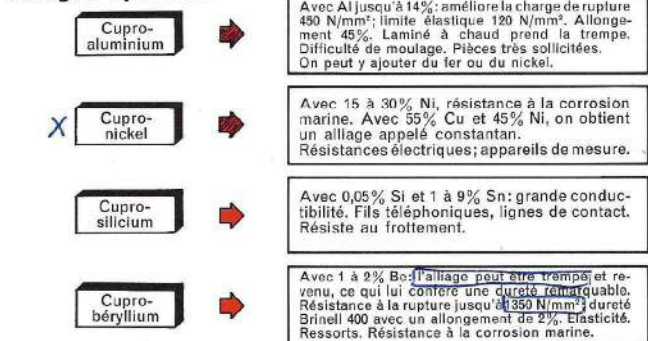 Cupro-
aluminium
Avec Al jusqu'à 14%: améliore la charge de rupture
450 N/mm²; limite élastique 120 N/mm². Allonge-
ment 45%. Laminé à chaud prend la trempe.
Difficulté de moulage. Pièces très sollicitées.
On peut y ajouter du fer ou du nickel.
X
Cupro-
nickel
Avec 15 à 30% Ni, résistance à la corrosion
marine. Avec 55% Cu et 45% Ni, on obtient
un alliage appelé constantan.
Résistances électriques; appareils de mesure.
Cupro-
silicium
Avec 0,05% Si et 1 à 9% Sn: grande conduc-
tibilité. Fils téléphoniques, lignes de contact.
Résiste au frottement.
Cupro-
béryllium
Avec 1 à 2% Be: l'alliage peut être trempé et re-
venu, ce qui lui confère une dureté remarquable.
Résistance à la rupture jusqu'à 1350 N/mm²; dureté
Brinell 400 avec un allongement de 2%. Elasticité.
Ressorts. Résistance à la corrosion marine.